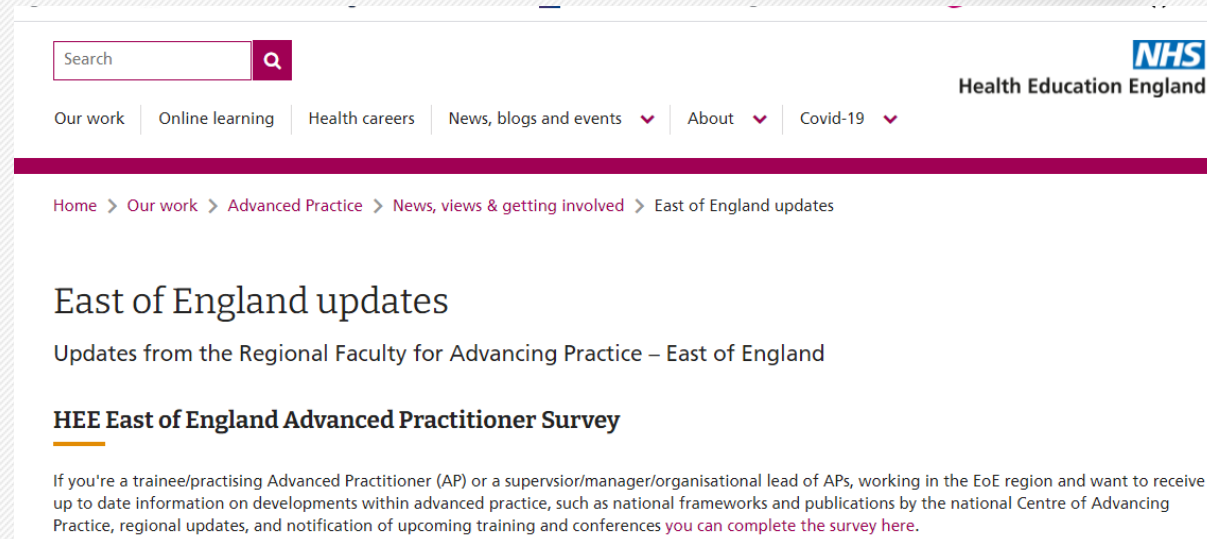 Search
NHS
Health Education England
Our work
Online learning
Health careers
News, blogs and events
About
Covid-19
Home > Our work > Advanced Practice > News, views & getting involved > East of England updates
East of England updates
Updates from the Regional Faculty for Advancing Practice – East of England
HEE East of England Advanced Practitioner Survey
If you're a trainee/practising Advanced Practitioner (AP) or a supervsior/manager/organisational lead of APs, working in the EoE region and want to receive
up to date information on developments within advanced practice, such as national frameworks and publications by the national Centre of Advancing
Practice, regional updates, and notification of upcoming training and conferences you can complete the survey here.